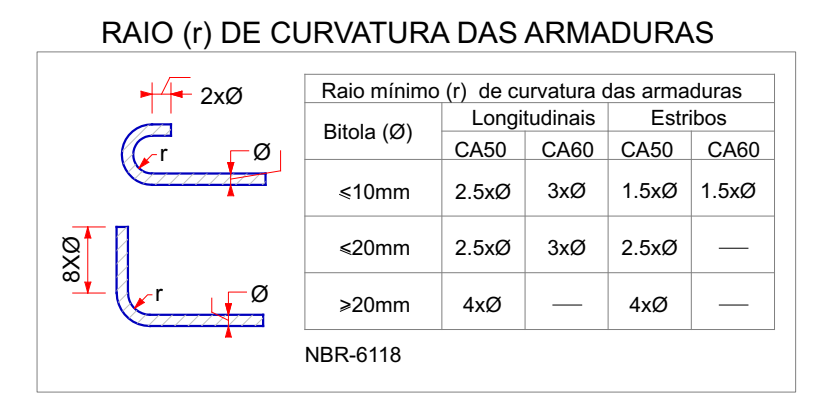 RAIO (r) DE CURVATURA DAS ARMADURAS
2xØ
r
Ø
8XØ
r
Ø
Raio mínimo (r) de curvatura das armaduras
Bitola (Ø) Longitudinais Estribos
CA50 CA60 CA50 CA60
⩽10mm 2.5xØ 3xØ 1.5xØ 1.5xØ
⩽20mm 2.5xØ 3xØ 2.5xØ —
⩾20mm 4xØ — 4xØ —
NBR-6118